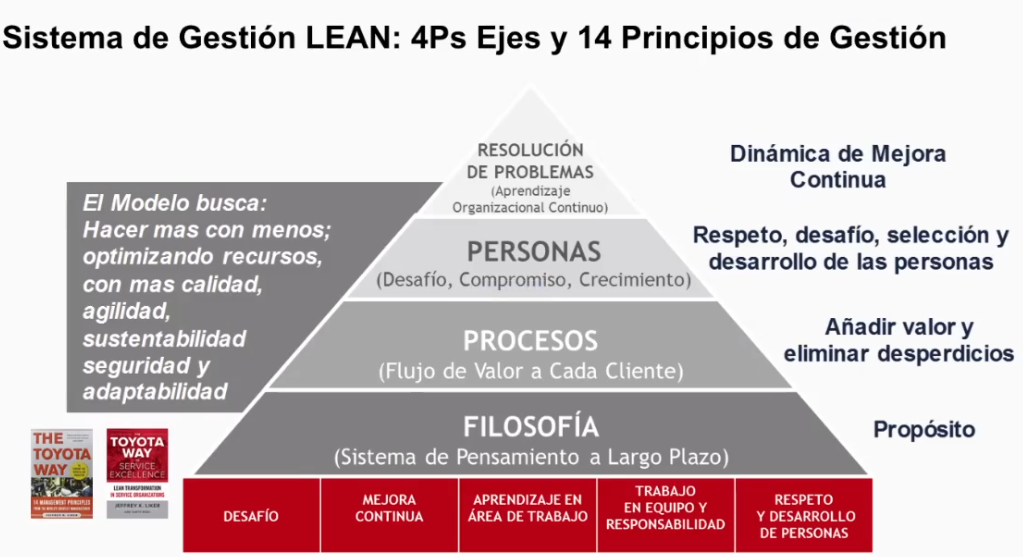 Sistema de Gestión LEAN: 4Ps Ejes y 14 Principios de Gestión
RESOLUCIÓN
DE PROBLEMAS
(Aprendizaje
Organizacional Continuo)
Dinámica de Mejora
Continua
El Modelo busca:
Hacer mas con menos;
optimizando recursos,
con mas calidad,
agilidad,
sustentabilidad
seguridad y
adaptabilidad
PERSONAS
(Desafío, Compromiso, Crecimiento)
Respeto, desafío, selección y
desarrollo de las personas
PROCESOS
(Flujo de Valor a Cada Cliente)
Añadir valor y
eliminar desperdicios
FILOSOFÍA
(Sistema de Pensamiento a Largo Plazo)
Propósito
THE
TOYOTA
WAY
14 MANAGEMENT PRINCIPLES
THE
TOYOTA
WAY
SERVICE
EXCELLENCE
LEAN TRANSFORMATION
IN SERVICE ORGANIZATIONS
JEFFREY K. LIKER
DESAFÍO
MEJORA
CONTINUA
APRENDIZAJE EN
ÁREA DE TRABAJO
TRABAJO
EN EQUIPO Y
RESPONSABILIDAD
RESPETO
Y DESARROLLO
DE PERSONAS